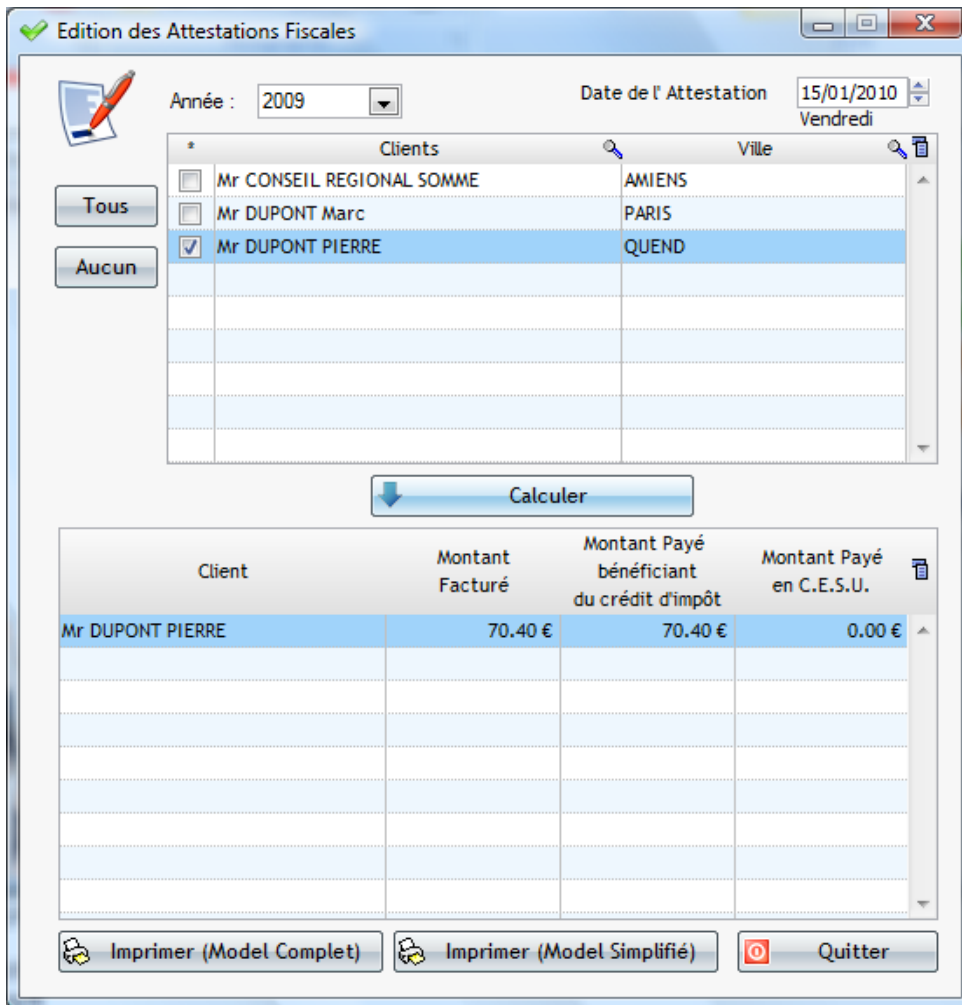 Edition des Attestations Fiscales
Année : 2009 Date de l' Attestation 15/01/2010
Vendredi
* Clients Ville
Mr CONSEIL REGIONAL SOMME AMIENS
Tous
Mr DUPONT Marc PARIS
Mr DUPONT PIERRE QUEND
Aucun
Calculer
Client Montant Facturé Montant Payé bénéficiant du crédit d'impôt Montant Payé en C.E.S.U.
Mr DUPONT PIERRE 70.40 € 70.40 € 0.00 €
Imprimer (Model Complet) Imprimer (Model Simplifié) Quitter